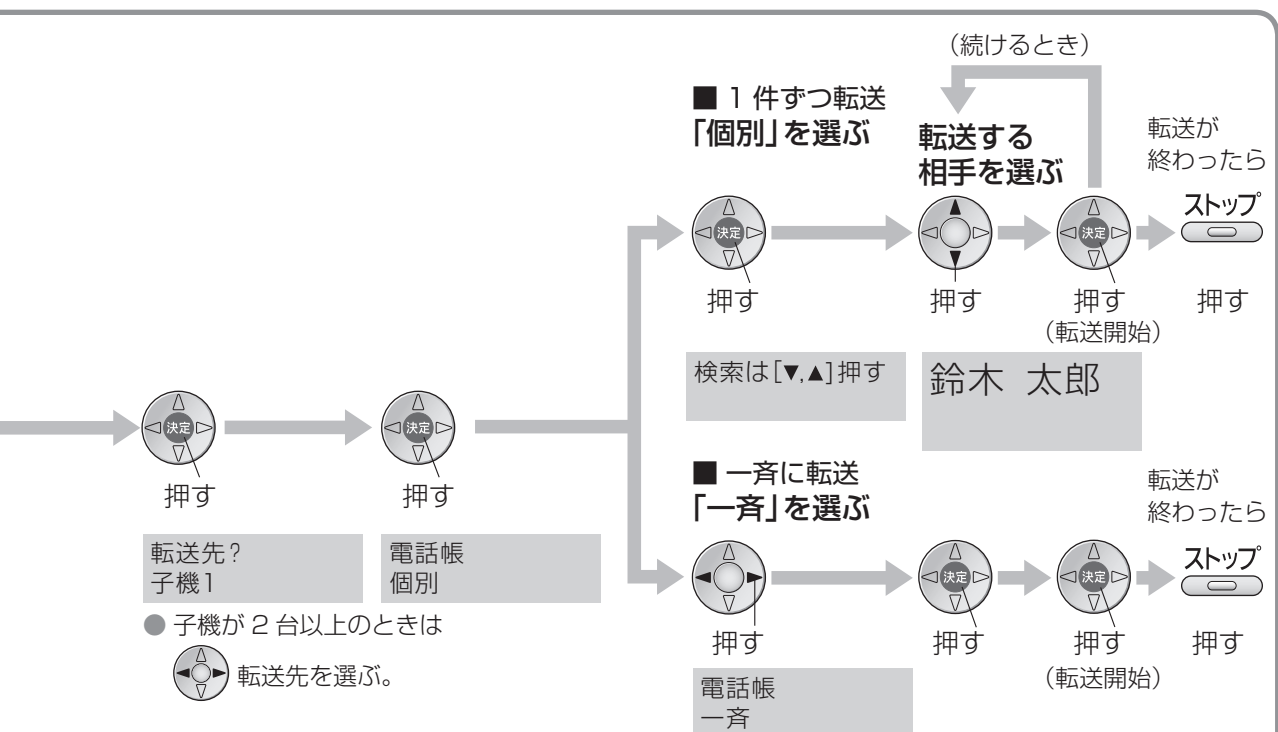 決定
押す
転送先?
子機1
● 子機が 2 台以上のときは
転送先を選ぶ。
決定
押す
電話帳
個別
■ 1 件ずつ転送
「個別」を選ぶ
決定
押す
検索は[▼,▲]押す
(続けるとき)
転送する
相手を選ぶ
押す
鈴木 太郎
決定
押す
(転送開始)
転送が
終わったら
ストップ
押す
■ 一斉に転送
「一斉」を選ぶ
押す
電話帳
一斉
決定
押す
決定
押す
(転送開始)
転送が
終わったら
ストップ
押す